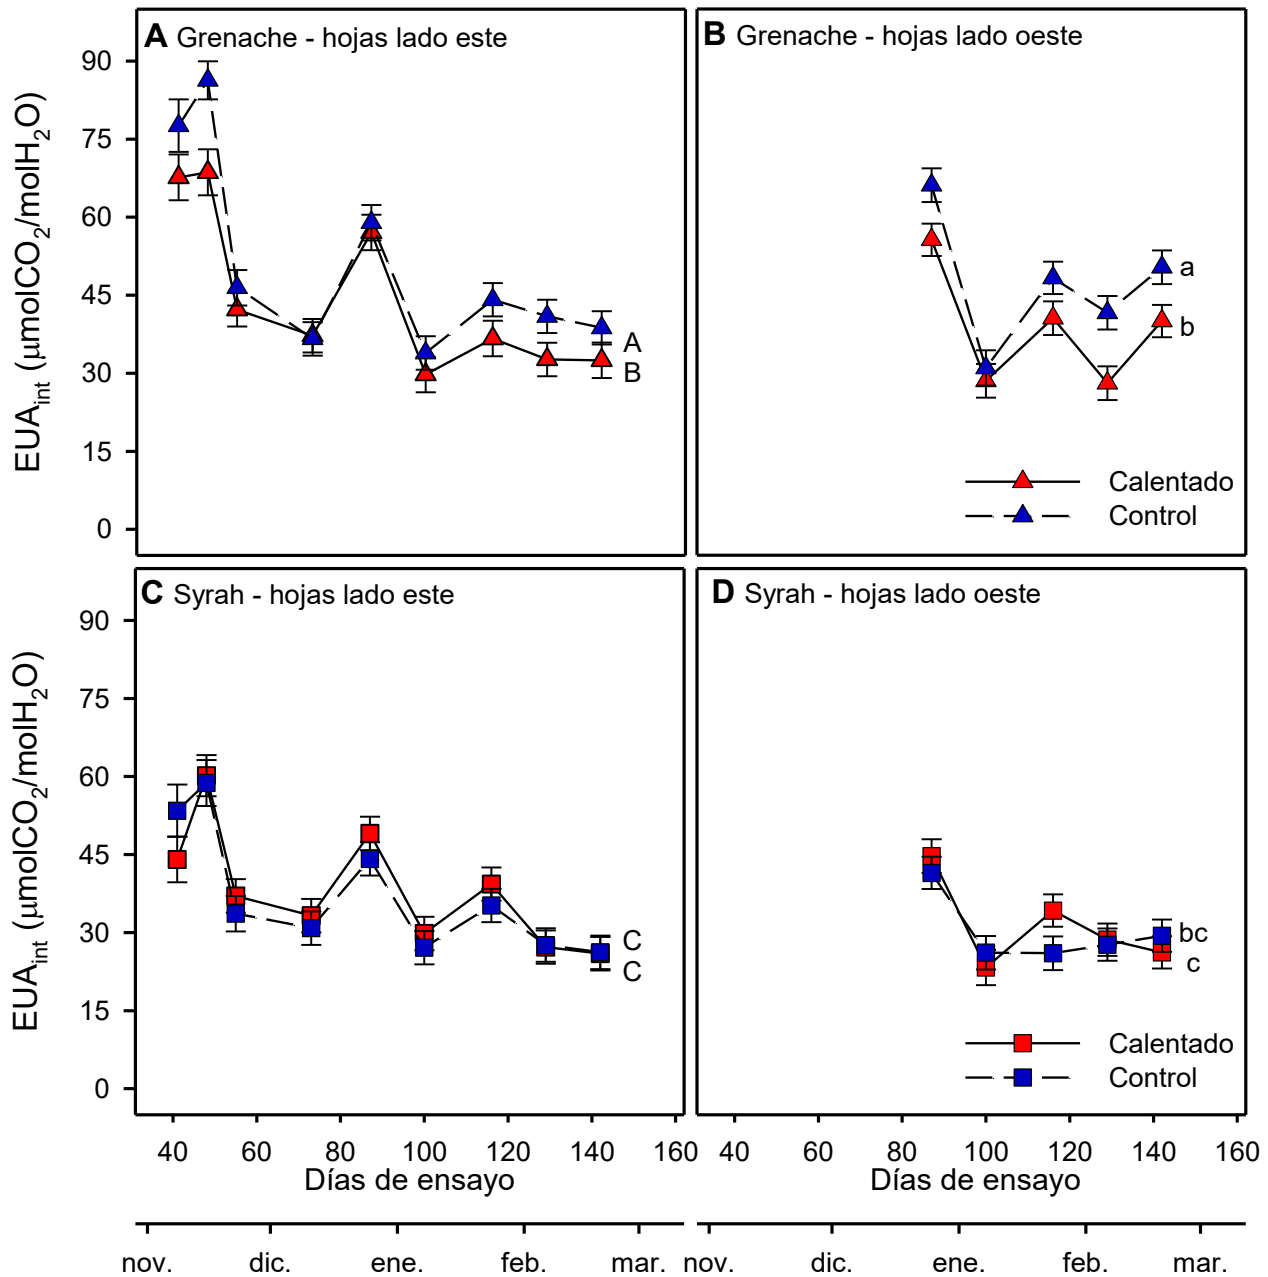 A Grenache - hojas lado este
B Grenache - hojas lado oeste
EUAint (μmolCO2/molH2O)
90
75
60
45
30
15
0
A
B
a
b
Calentado
Control
C Syrah - hojas lado este
D Syrah - hojas lado oeste
EUAint (μmolCO2/molH2O)
90
75
60
45
30
15
0
C
C
bc
c
Calentado
Control
40 60 80 100 120 140 160
40 60 80 100 120 140 160
Días de ensayo
Días de ensayo
nov. dic. ene. feb. mar.
nov. dic. ene. feb. mar.